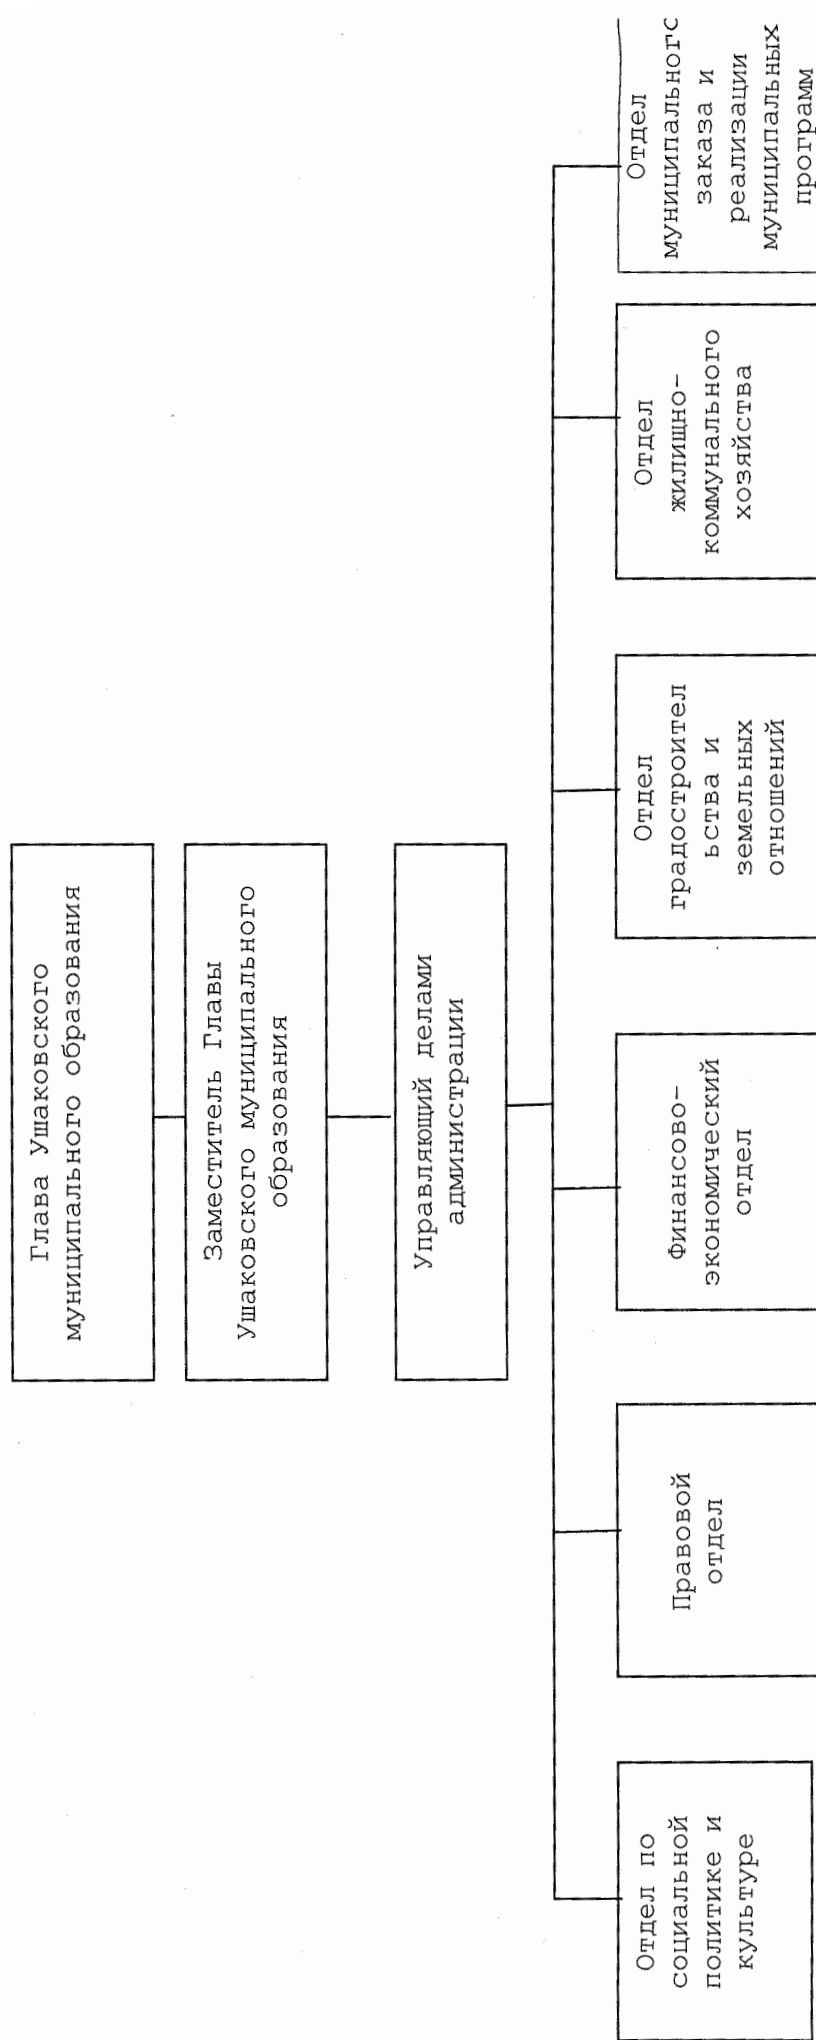 Глава Ушаковского
муниципального образования
Заместитель Главы
Ушаковского муниципального
образования
Управляющий делами
администрации
Отдел по
социальной
политике и
культуре
Правовой
отдел
Финансово-
экономический
отдел
Отдел
градостроител
ьства и
земельных
отношений
Отдел
жилищно-
коммунального
хозяйства
Отдел
муниципальногс
заказа и
реализации
муниципальных
программ